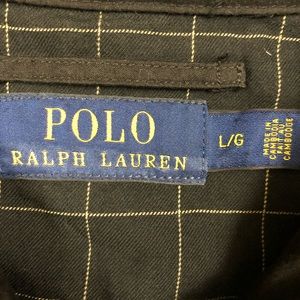 POLO
RALPH LAUREN
L/G
MADE IN
CAMBODIA
FAIT AU
CAMBODGE